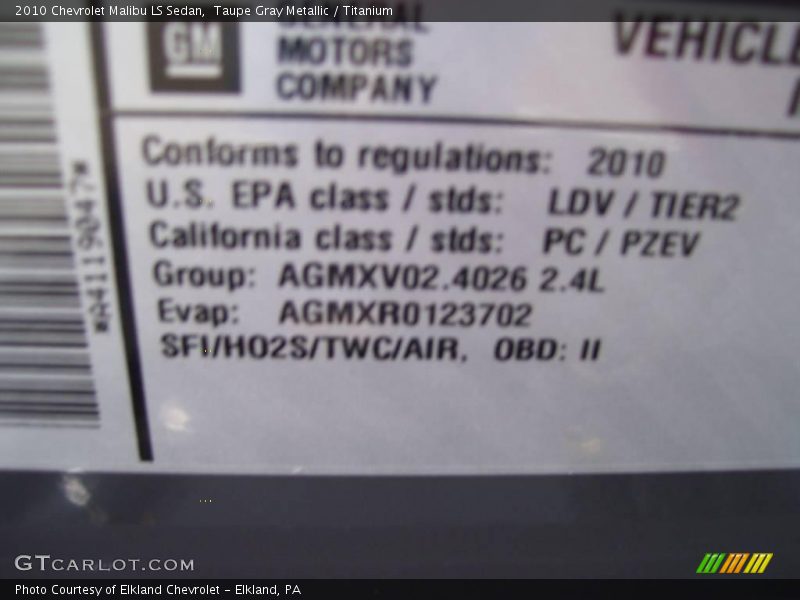 2010 Chevrolet Malibu LS Sedan, Taupe Gray Metallic / Titanium
GM
GENERAL
MOTORS
COMPANY
VEHICLE
*A4119047*
Conforms to regulations: 2010
U.S. EPA class / stds: LDV / TIER2
California class / stds: PC / PZEV
Group: AGMXV02.4026 2.4L
Evap: AGMXR0123702
SFI/HO2S/TWC/AIR, OBD: II
GTCARLOT.COM
Photo Courtesy of Elkland Chevrolet - Elkland, PA